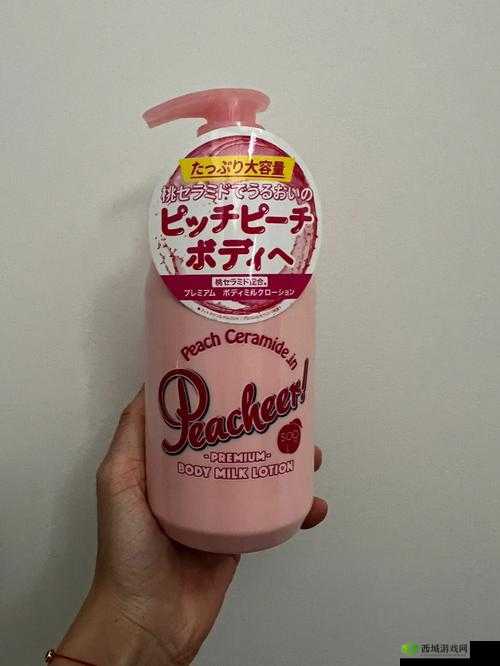 たっぷり大容量
桃セラミドでうるおいの
ピッチピーチ
ボディへ
桃セラミド配合。
プレミアム ボディミルクローション
Peach Ceramide in
Peacheer!
-PREMIUM-
BODY MILK LOTION
西域游戏网